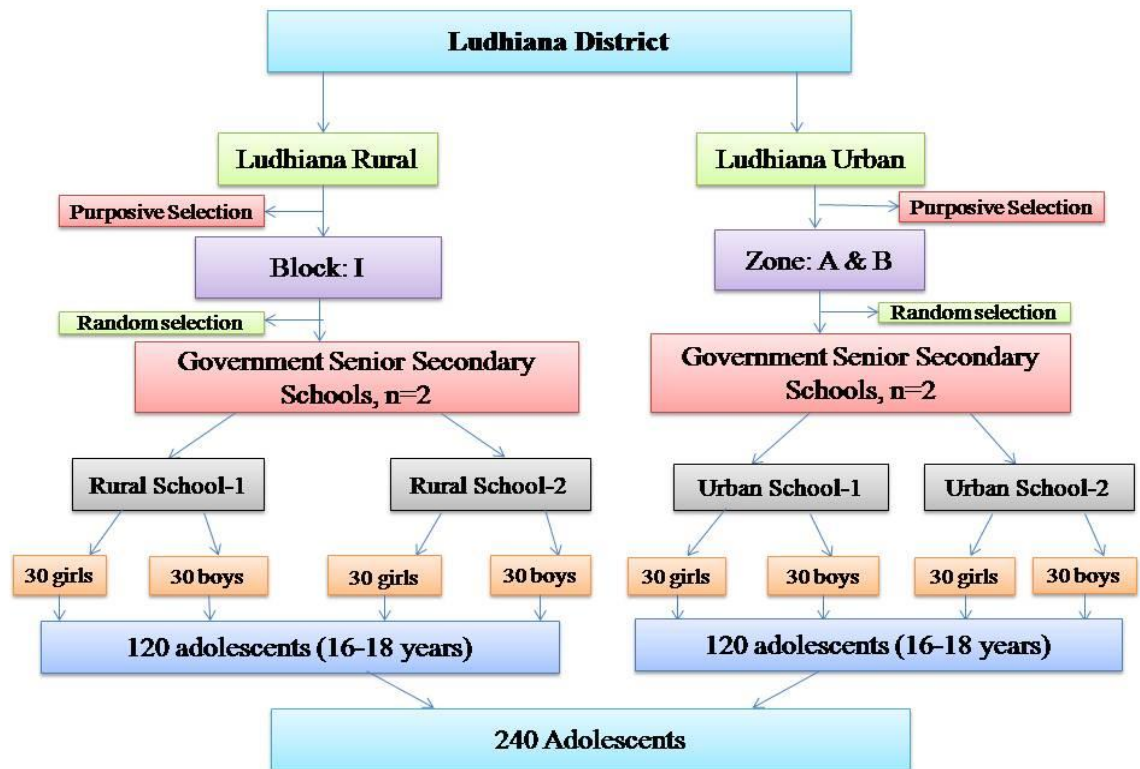 Ludhiana District
Ludhiana Rural
Ludhiana Urban
Purposive Selection
Purposive Selection
Block: I
Zone: A & B
Random selection
Random selection
Government Senior Secondary
Schools, n=2
Government Senior Secondary
Schools, n=2
Rural School-1
Rural School-2
Urban School-1
Urban School-2
30 girls
30 boys
30 girls
30 boys
30 girls
30 boys
30 girls
30 boys
120 adolescents (16-18 years)
120 adolescents (16-18 years)
240 Adolescents